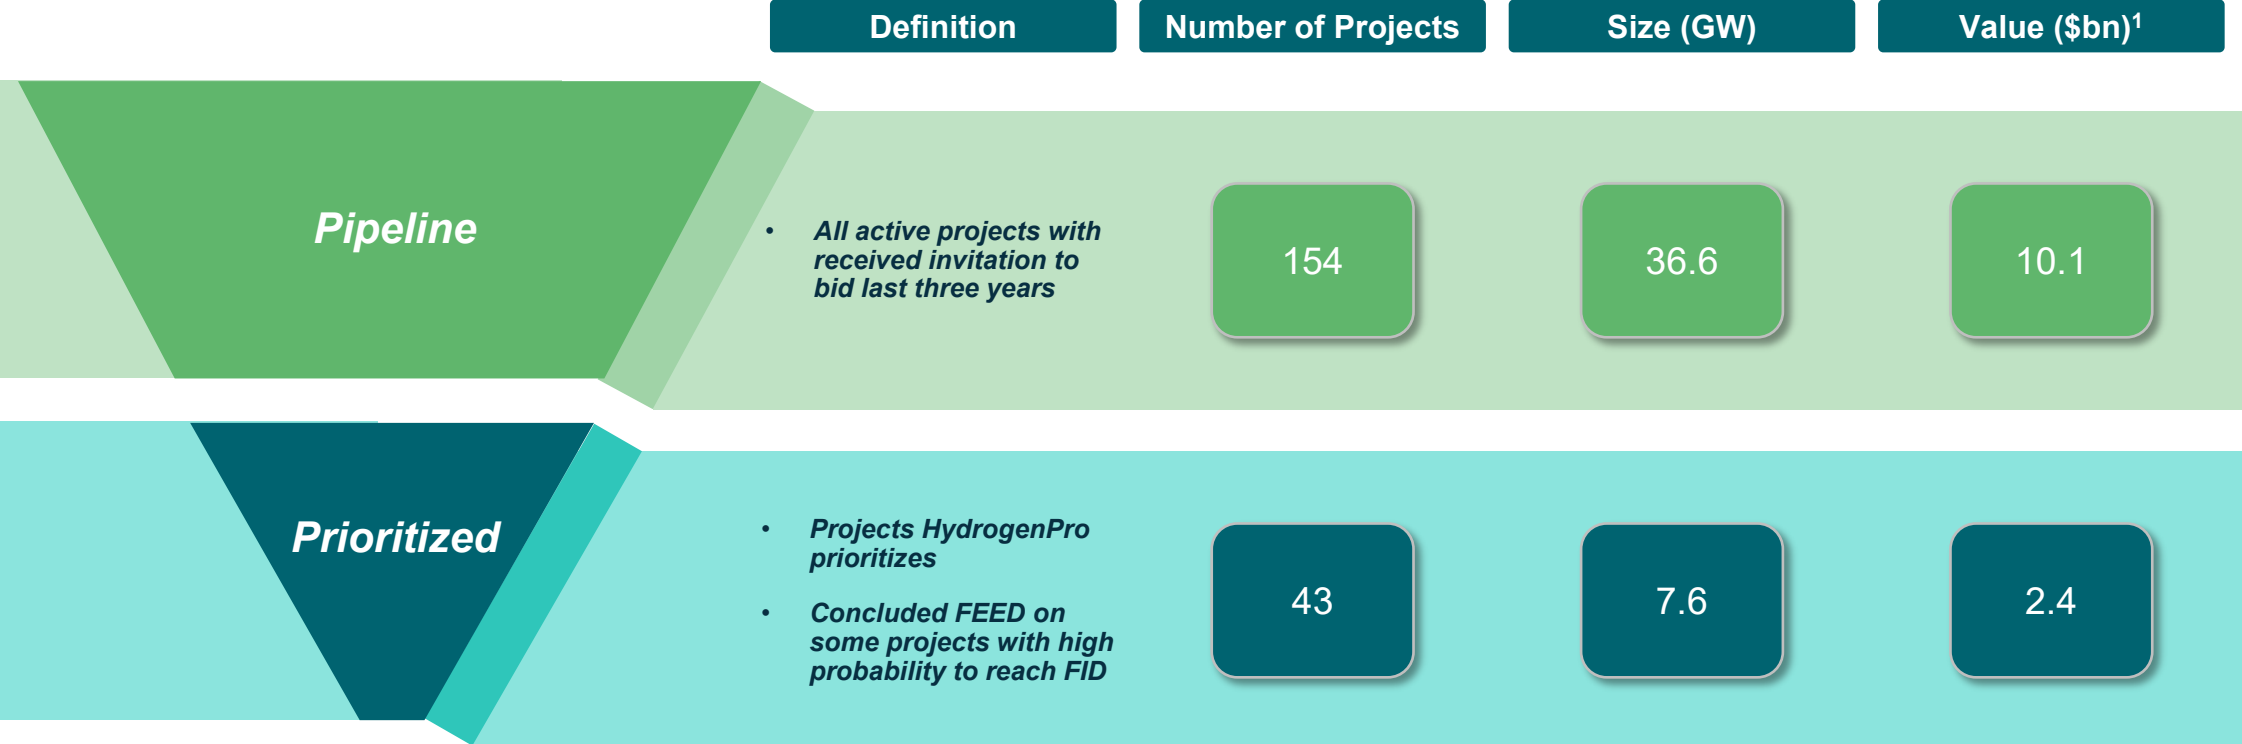 Definition
Number of Projects
Size (GW)
Value ($bn)¹
Pipeline
• All active projects with
received invitation to
bid last three years
154
36.6
10.1
Prioritized
• Projects HydrogenPro
prioritizes
• Concluded FEED on
some projects with high
probability to reach FID
43
7.6
2.4